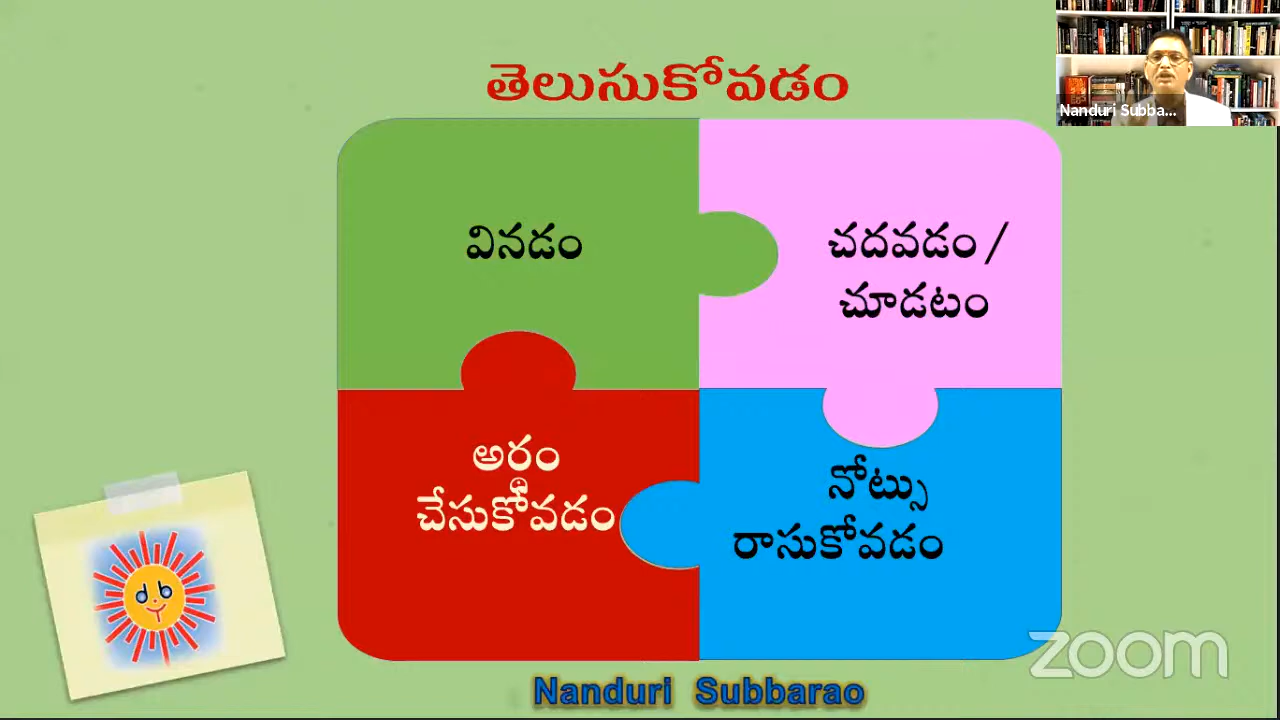 తెలుసుకోవడం
Nanduri Subba...
వినడం
చదవడం /
చూడటం
అర్థం
చేసుకోవడం
నోట్సు
రాసుకోవడం
zoom
Nanduri Subbarao